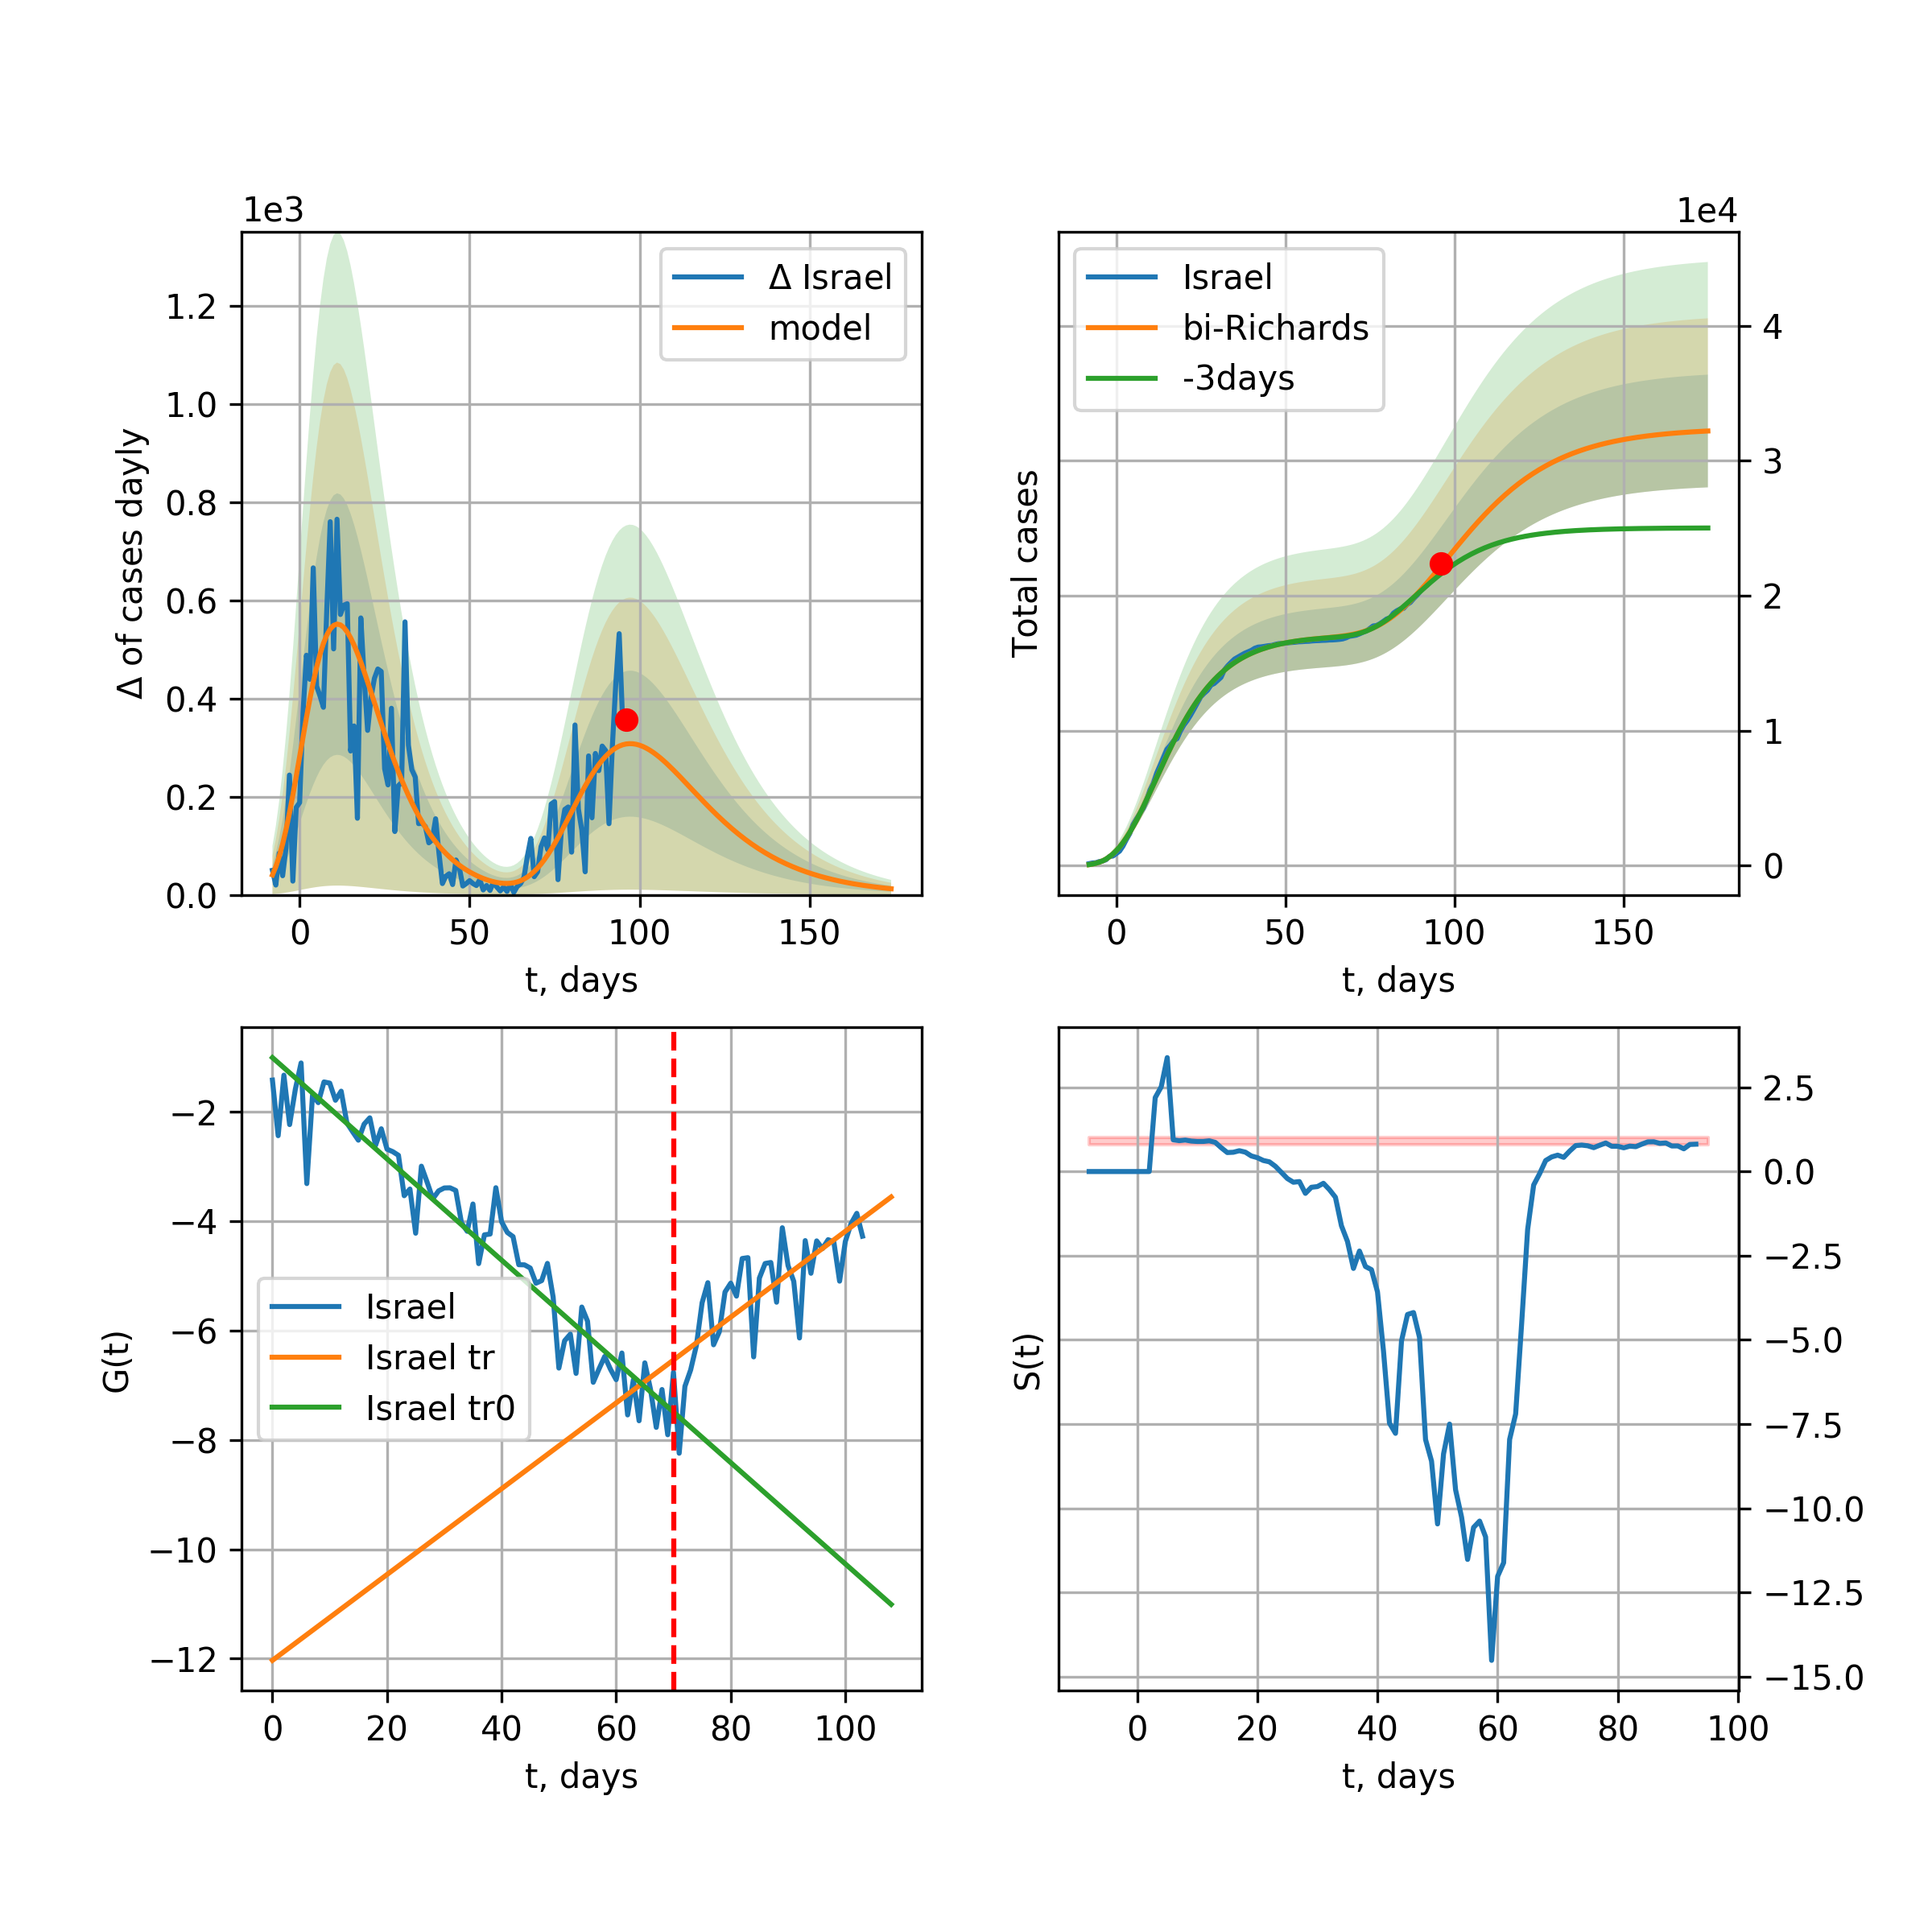 1e3
Δ of cases dayly
1.2
1.0
0.8
0.6
0.4
0.2
0.0
Δ Israel
model
0 50 100 150
t, days
1e4
Total cases
Israel
bi-Richards
-3days
4
3
2
1
0
0 50 100 150
t, days
G(t)
−2
−4
−6
−8
−10
−12
Israel
Israel tr
Israel tr0
0 20 40 60 80 100
t, days
S(t)
2.5
0.0
−2.5
−5.0
−7.5
−10.0
−12.5
−15.0
0 20 40 60 80 100
t, days